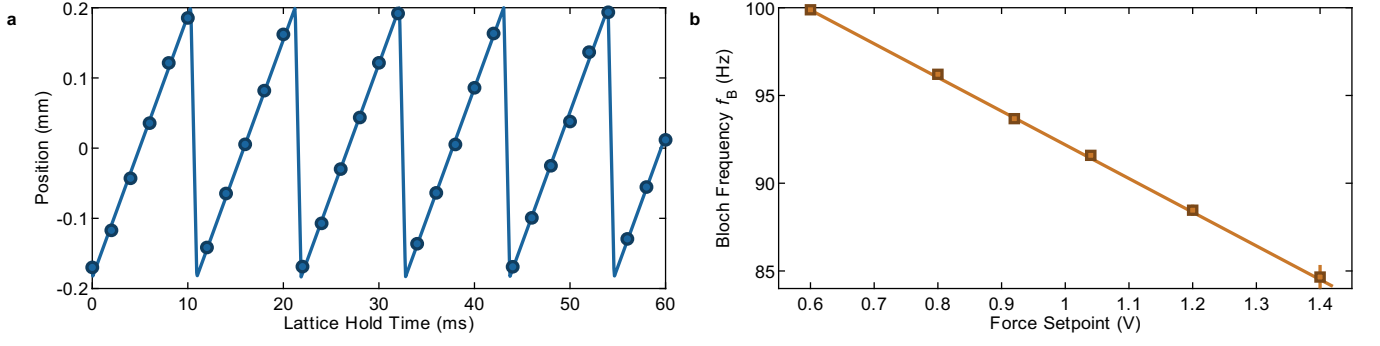 a
0.2
0.1
0
-0.1
-0.2
Position (mm)
0 10 20 30 40 50 60
Lattice Hold Time (ms)
b
100
95
90
85
Bloch Frequency f_B (Hz)
0.6 0.7 0.8 0.9 1 1.1 1.2 1.3 1.4
Force Setpoint (V)